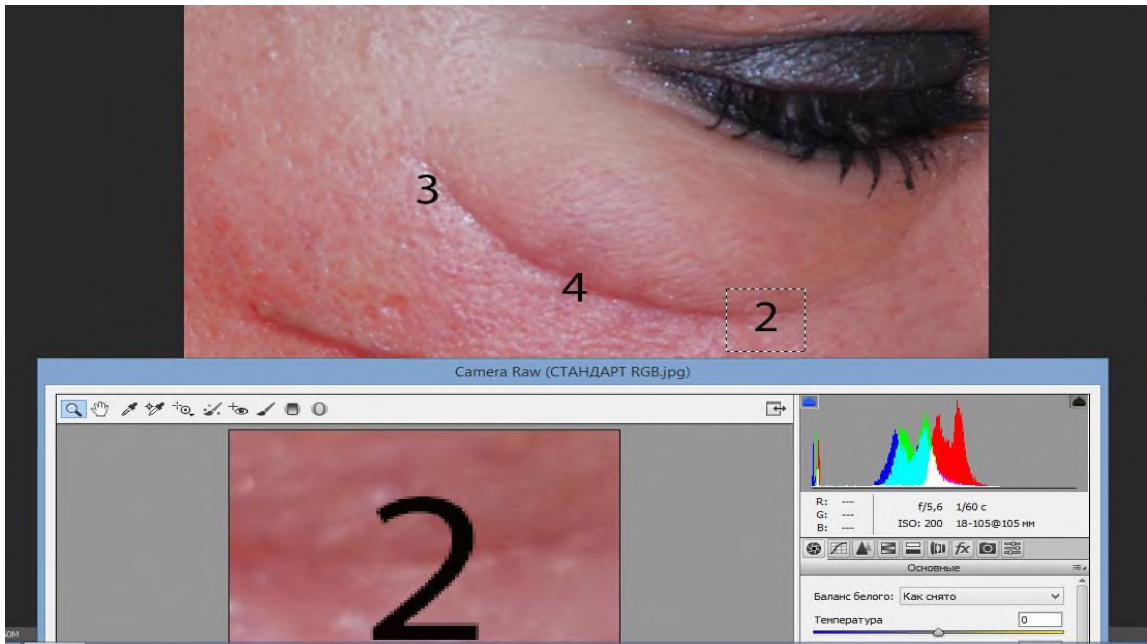 3
4
2
Camera Raw (СТАНДАРТ RGB.jpg)
2
R: ---
G: ---
B: ---
f/5,6 1/60 с
ISO: 200 18-105@105 мм
fx
Основные
Баланс белого: Как снято
Температура 0